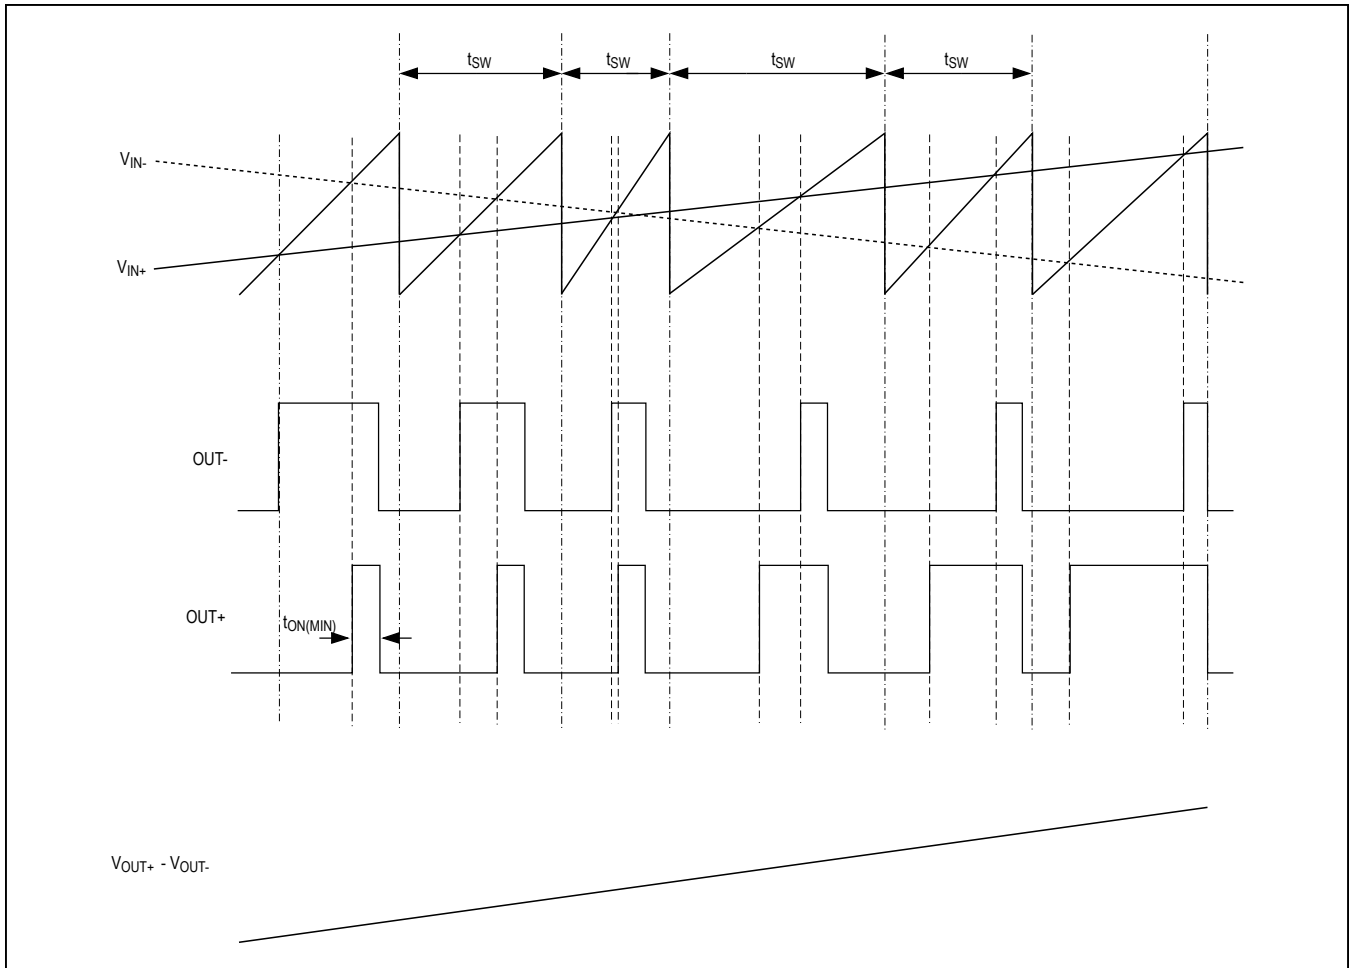 tSW tSW tSW tSW
VIN-
VIN+
OUT-
OUT+
tON(MIN)
VOUT+ - VOUT-